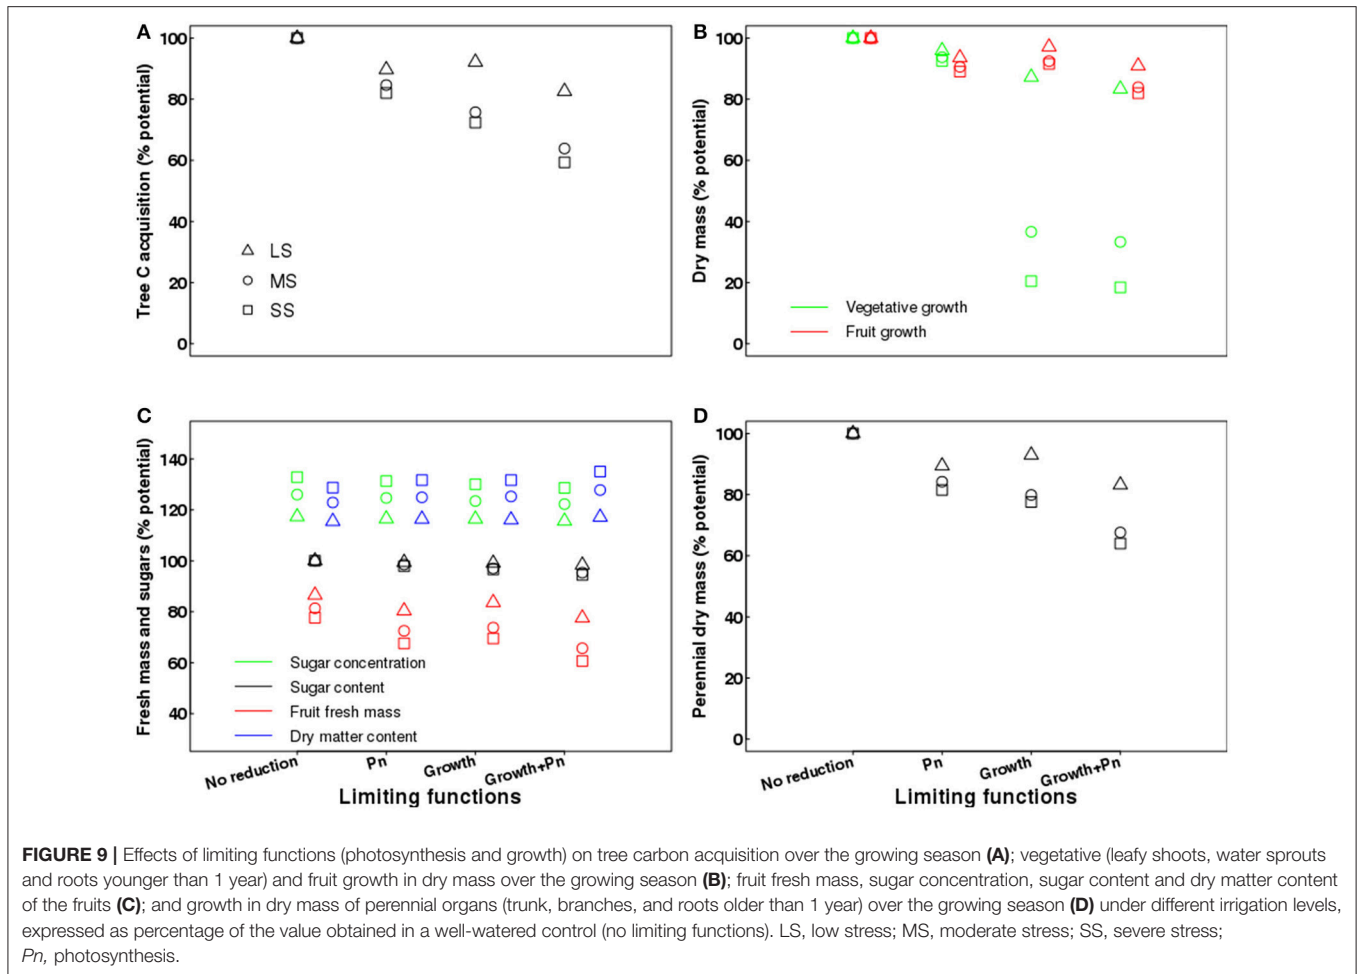 A
100
80
60
40
20
0
Tree C acquisition (% potential)
LS
MS
SS
B
100
80
60
40
20
0
Dry mass (% potential)
Vegetative growth
Fruit growth
C
140
120
100
80
60
40
Fresh mass and sugars (% potential)
Sugar concentration
Sugar content
Fruit fresh mass
Dry matter content
No reduction
Pn
Growth
Growth+Pn
Limiting functions
D
100
80
60
40
20
0
Perennial dry mass (% potential)
No reduction
Pn
Growth
Growth+Pn
Limiting functions
FIGURE 9 | Effects of limiting functions (photosynthesis and growth) on tree carbon acquisition over the growing season (A); vegetative (leafy shoots, water sprouts
and roots younger than 1 year) and fruit growth in dry mass over the growing season (B); fruit fresh mass, sugar concentration, sugar content and dry matter content
of the fruits (C); and growth in dry mass of perennial organs (trunk, branches, and roots older than 1 year) over the growing season (D) under different irrigation levels,
expressed as percentage of the value obtained in a well-watered control (no limiting functions). LS, low stress; MS, moderate stress; SS, severe stress;
Pn, photosynthesis.